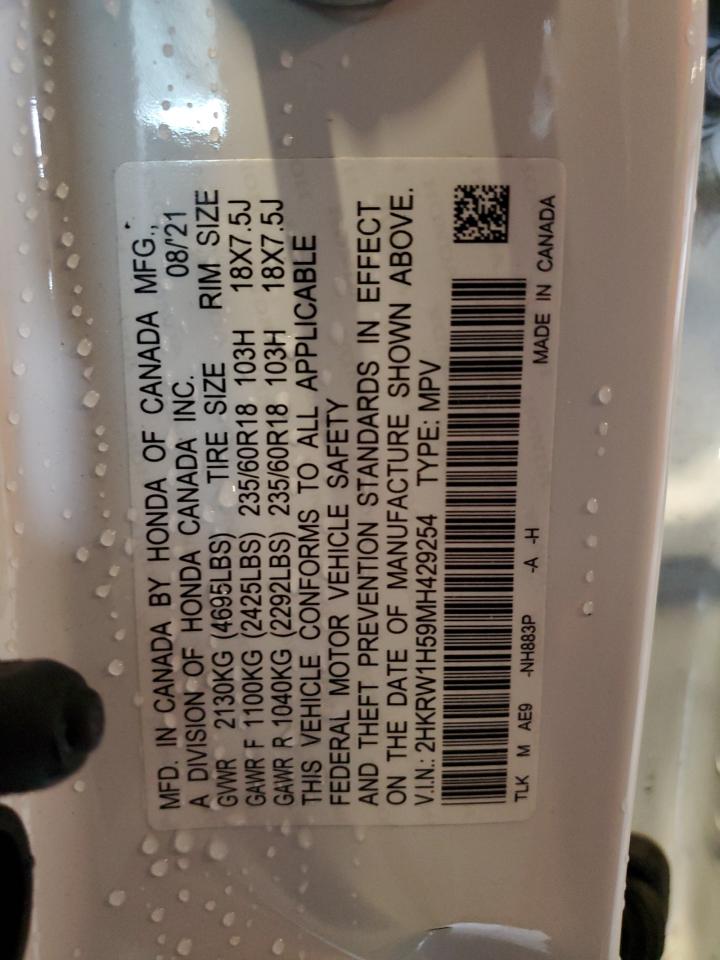 MFD. IN CANADA BY HONDA OF CANADA MFG.,
A DIVISION OF HONDA CANADA INC. 08/'21
GVWR 2130KG (4695LBS) TIRE SIZE RIM SIZE
GAWR F 1100KG (2425LBS) 235/60R18 103H 18X7.5J
GAWR R 1040KG (2292LBS) 235/60R18 103H 18X7.5J
THIS VEHICLE CONFORMS TO ALL APPLICABLE
FEDERAL MOTOR VEHICLE SAFETY
AND THEFT PREVENTION STANDARDS IN EFFECT
ON THE DATE OF MANUFACTURE SHOWN ABOVE.
V.I.N.: 2HKRW1H59MH429254 TYPE: MPV
TLK M AE9 -NH883P -A -H
MADE IN CANADA